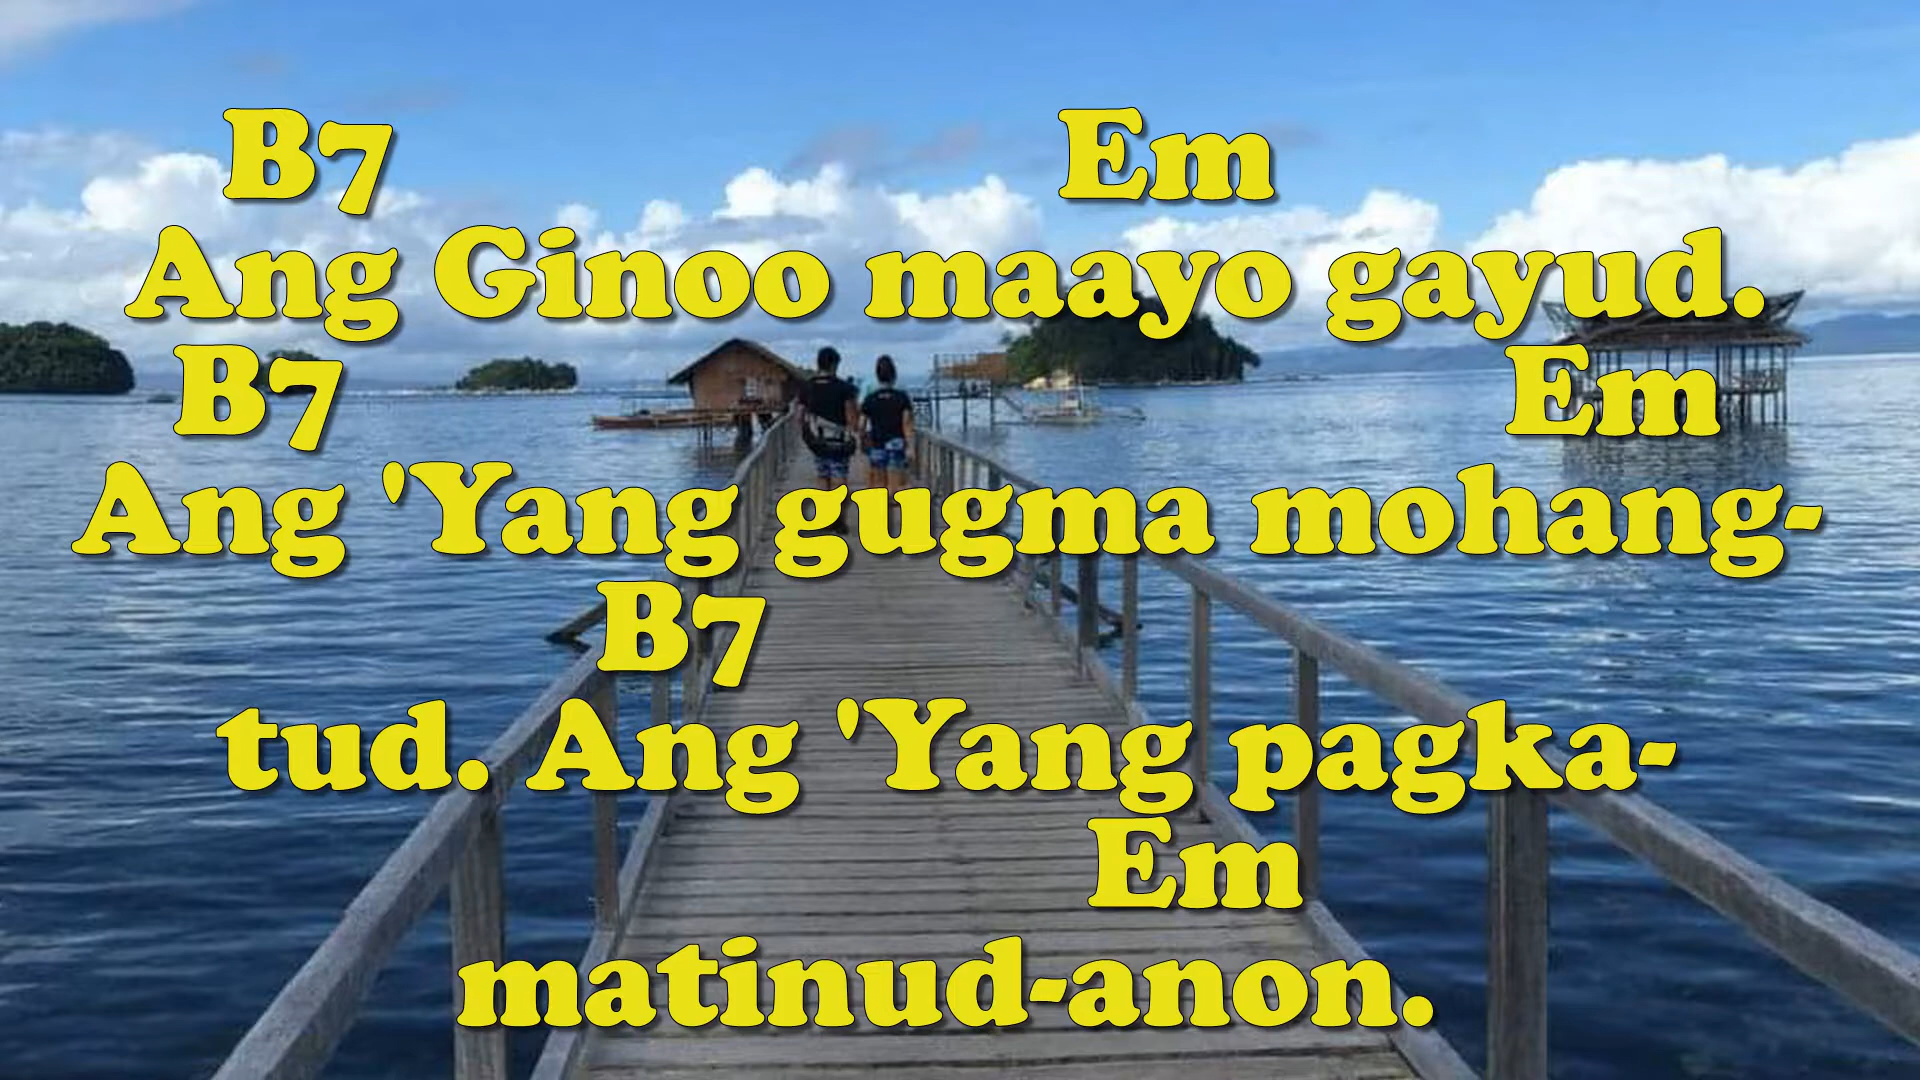 B7 Em
Ang Ginoo maayo gayud.
B7 Em
Ang 'Yang gugma mohang-
B7
tud. Ang 'Yang pagka-
Em
matinud-anon.